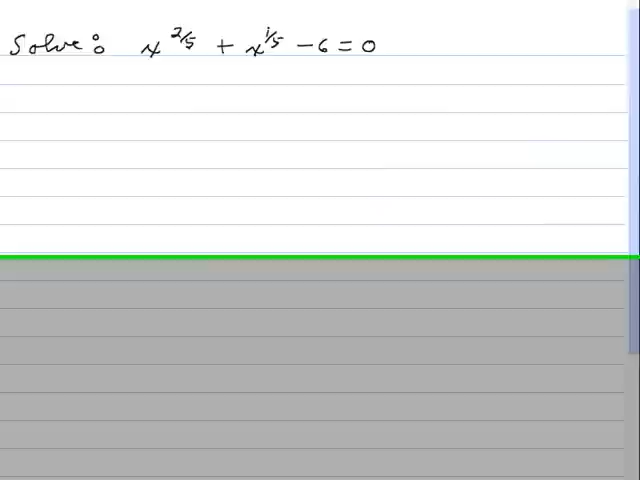 Solve: x^{2/5} + x^{1/5} - 6 = 0